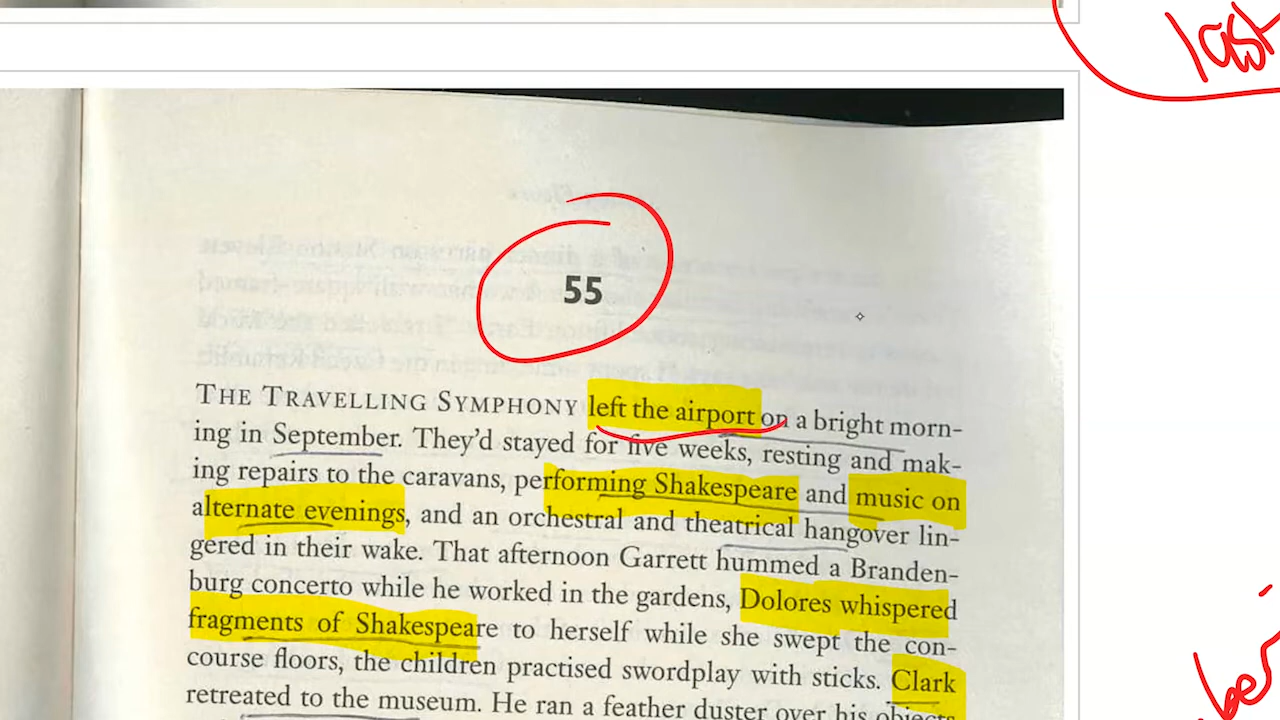 last
55
THE TRAVELLING SYMPHONY left the airport on a bright morn-
ing in September. They'd stayed for five weeks, resting and mak-
ing repairs to the caravans, performing Shakespeare and music on
alternate evenings, and an orchestral and theatrical hangover lin-
gered in their wake. That afternoon Garrett hummed a Branden-
burg concerto while he worked in the gardens, Dolores whispered
fragments of Shakespeare to herself while she swept the con-
course floors, the children practised swordplay with sticks. Clark
retreated to the museum. He ran a feather duster over his objects